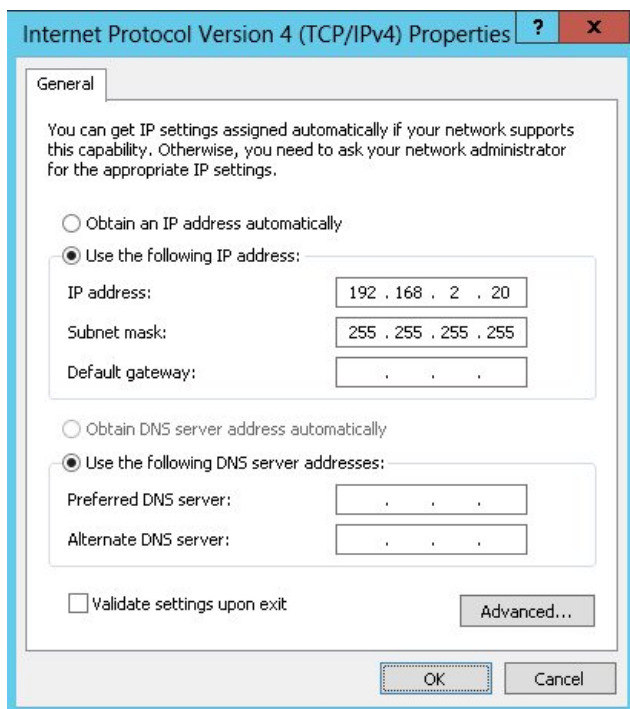 Internet Protocol Version 4 (TCP/IPv4) Properties ? x
General
You can get IP settings assigned automatically if your network supports
this capability. Otherwise, you need to ask your network administrator
for the appropriate IP settings.
Obtain an IP address automatically
Use the following IP address:
IP address: 192 . 168 . 2 . 20
Subnet mask: 255 . 255 . 255 . 255
Default gateway: . . .
Obtain DNS server address automatically
Use the following DNS server addresses:
Preferred DNS server: . . .
Alternate DNS server: . . .
Validate settings upon exit
Advanced...
OK Cancel